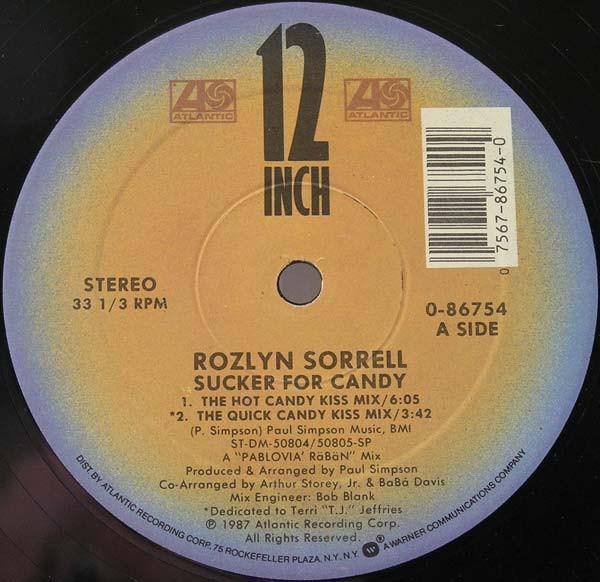 12
INCH
ATLANTIC
ATLANTIC
0 7567-86754-0
STEREO
33 1/3 RPM
0-86754
A SIDE
ROZLYN SORRELL
SUCKER FOR CANDY
1. THE HOT CANDY KISS MIX/6:05
*2. THE QUICK CANDY KISS MIX/3:42
(P. Simpson) Paul Simpson Music, BMI
ST-DM-50804/50805-SP
A "PABLOVIA' RäBäN" Mix
Produced & Arranged by Paul Simpson
Co-Arranged by Arthur Storey, Jr. & BaBá Davis
Mix Engineer: Bob Blank
*Dedicated to Terri "T.J." Jeffries
℗ 1987 Atlantic Recording Corp.
All Rights Reserved.
DIST. BY ATLANTIC RECORDING CORP. 75 ROCKEFELLER PLAZA, N.Y. N.Y. ® A WARNER COMMUNICATIONS COMPANY